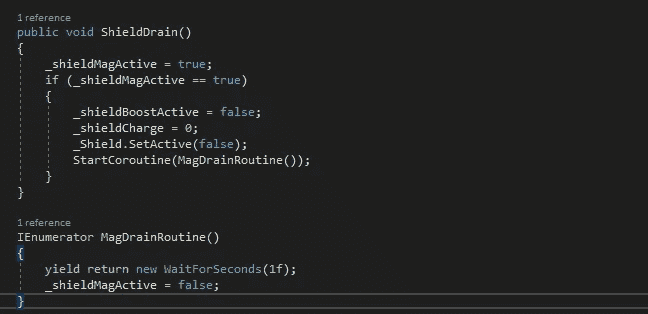 1 reference
public void ShieldDrain()
{
    _shieldMagActive = true;
    if (_shieldMagActive == true)
    {
        _shieldBoostActive = false;
        _shieldCharge = 0;
        _Shield.SetActive(false);
        StartCoroutine(MagDrainRoutine());
    }
}
1 reference
IEnumerator MagDrainRoutine()
{
    yield return new WaitForSeconds(1f);
    _shieldMagActive = false;
}